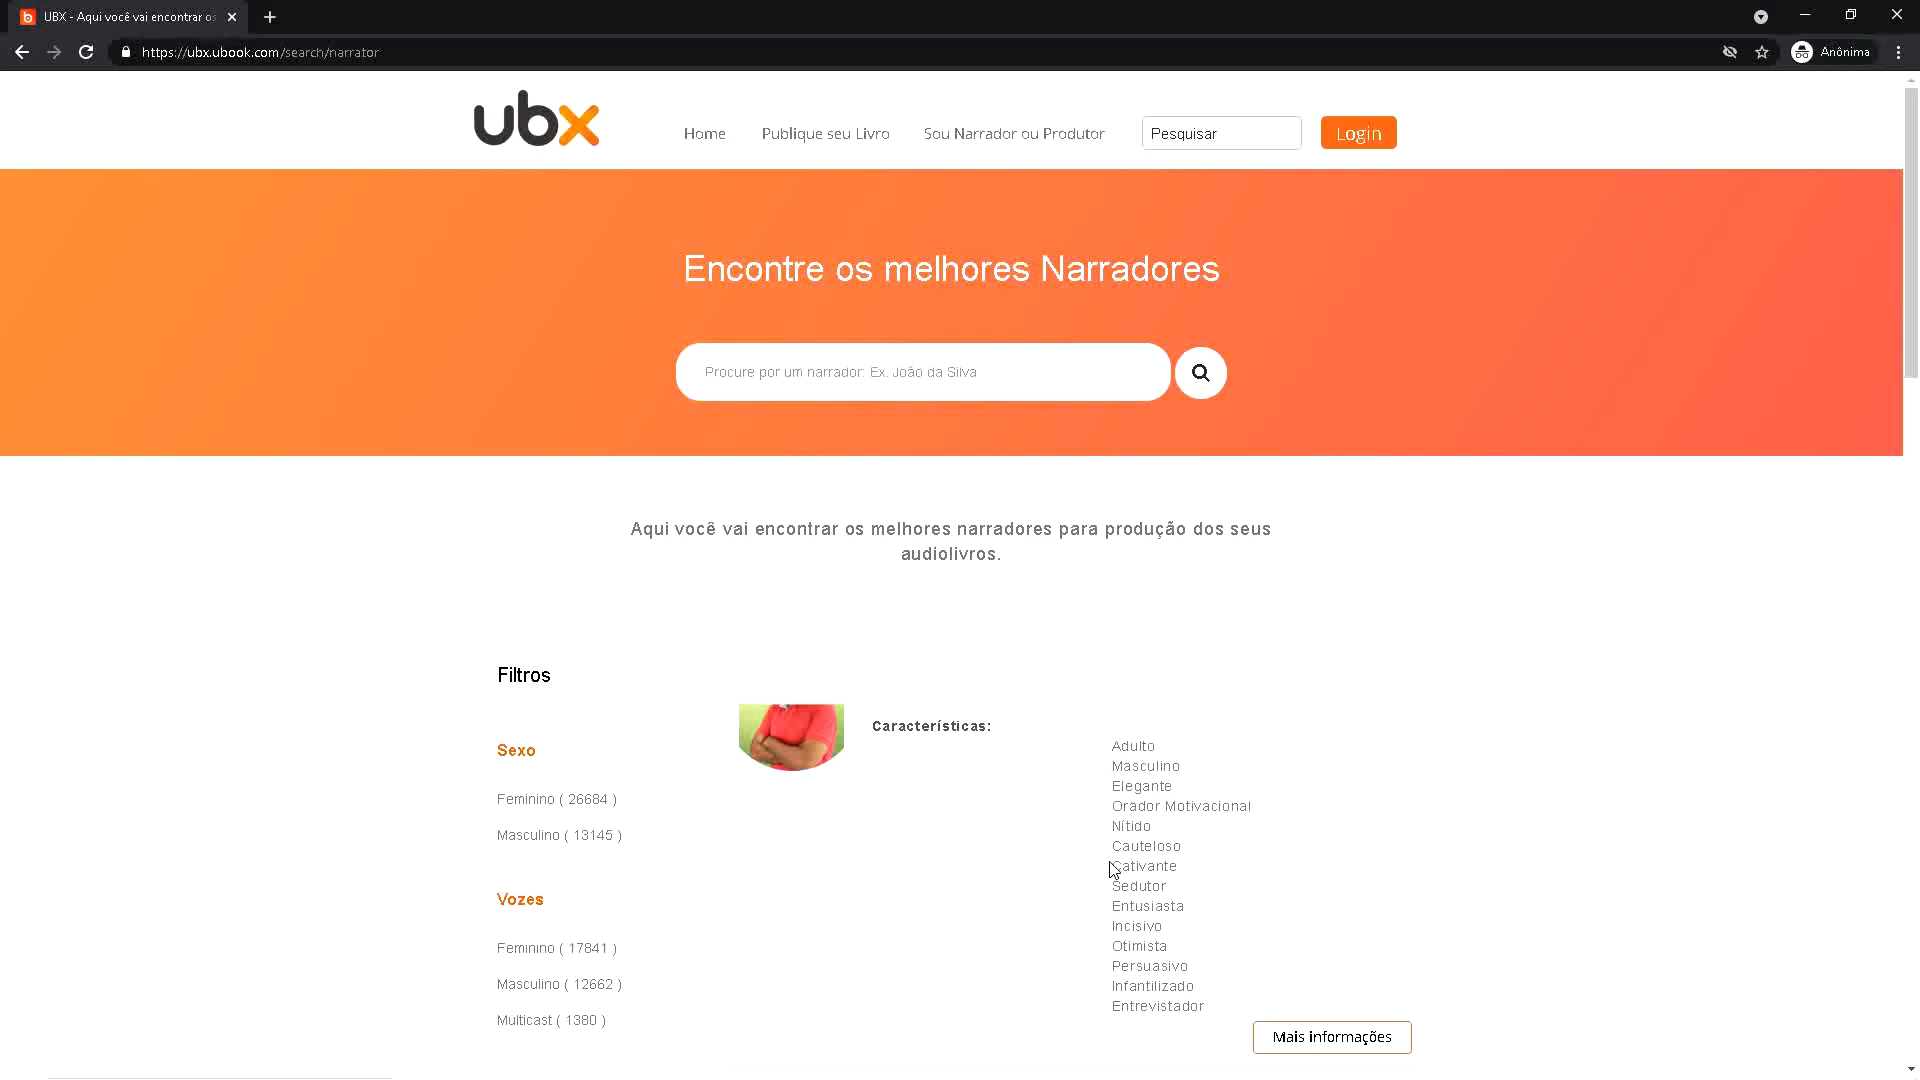 UBX - Aqui você vai encontrar os
https://ubx.ubook.com/search/narrator
Anônima
ubx
Home
Publique seu Livro
Sou Narrador ou Produtor
Pesquisar
Login
Encontre os melhores Narradores
Procure por um narrador: Ex. João da Silva
Aqui você vai encontrar os melhores narradores para produção dos seus
audiolivros.
Filtros
Sexo
Feminino ( 26684 )
Masculino ( 13145 )
Vozes
Feminino ( 17841 )
Masculino ( 12662 )
Multicast ( 1380 )
Características:
Adulto
Masculino
Elegante
Orador Motivacional
Nítido
Cauteloso
Cativante
Sedutor
Entusiasta
Incisivo
Otimista
Persuasivo
Infantilizado
Entrevistador
Mais informações